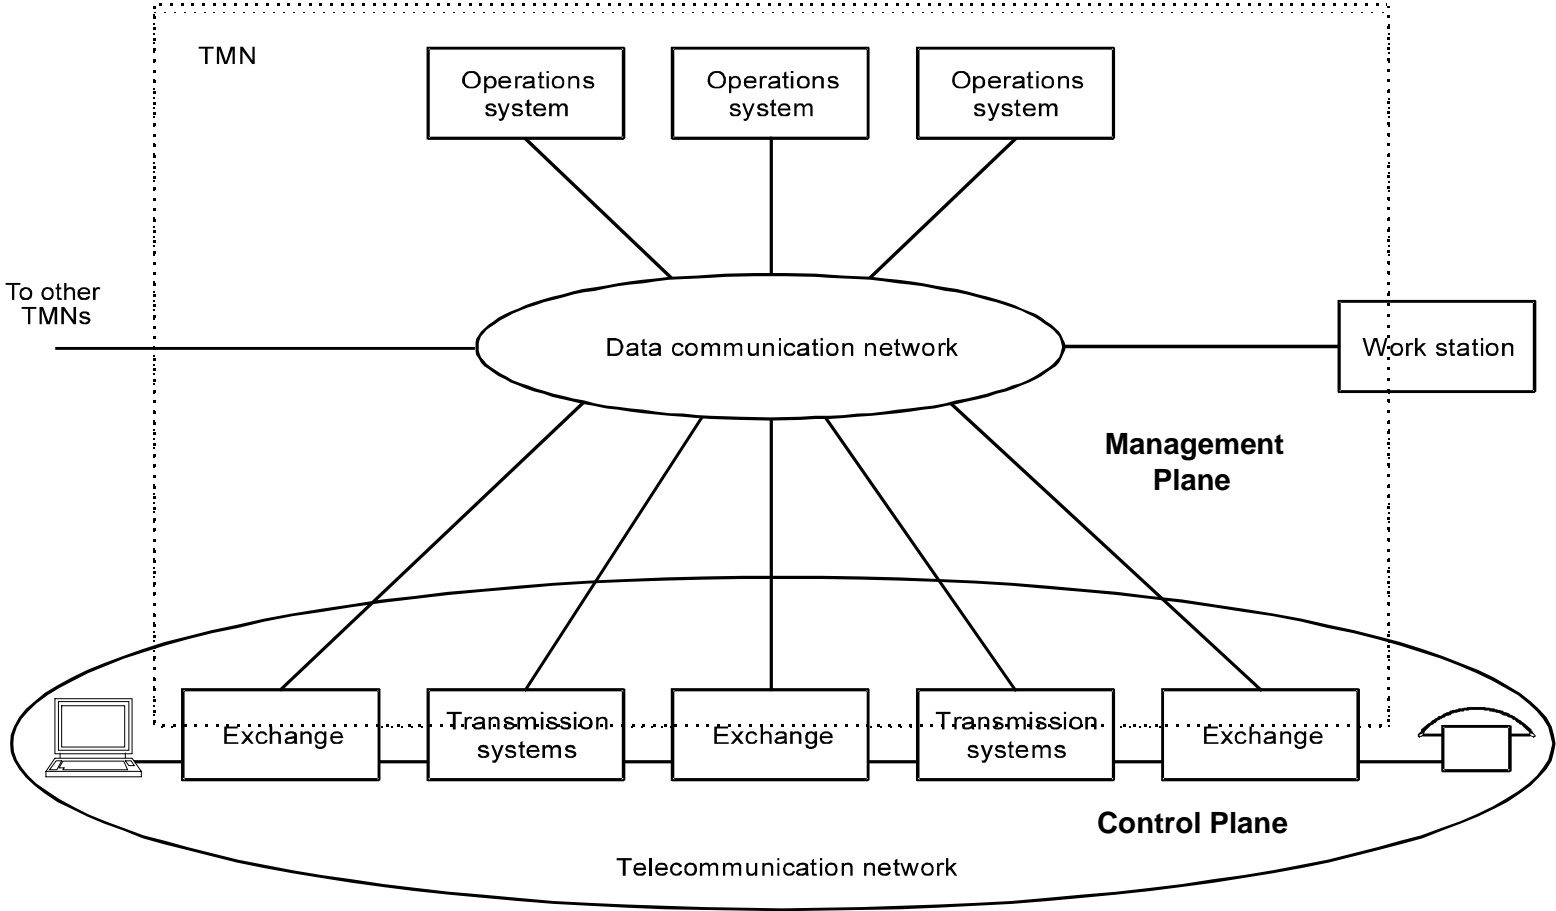 TMN
Operations
system
Operations
system
Operations
system
To other
TMNs
Data communication network
Work station
Management
Plane
Exchange
Transmission
systems
Exchange
Transmission
systems
Exchange
Control Plane
Telecommunication network